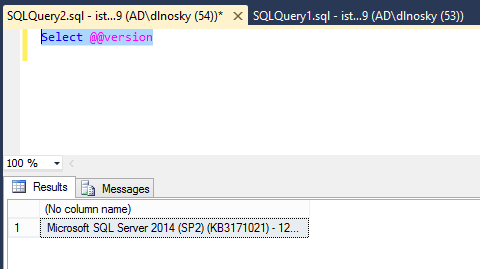 SQLQuery2.sql - ist...9 (AD\dlnosky (54))* SQLQuery1.sql - ist...9 (AD\dlnosky (53))
Select @@version
100 %
Results Messages
(No column name)
1 Microsoft SQL Server 2014 (SP2) (KB3171021) - 12...